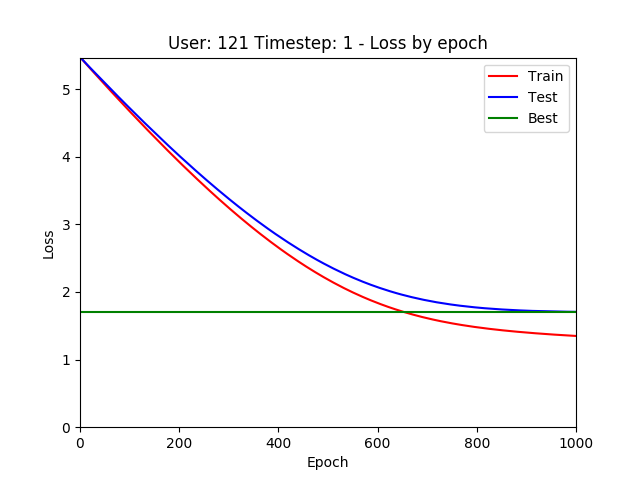 User: 121 Timestep: 1 - Loss by epoch
Train
Test
Best
5
4
3
2
1
0
Loss
0 200 400 600 800 1000
Epoch